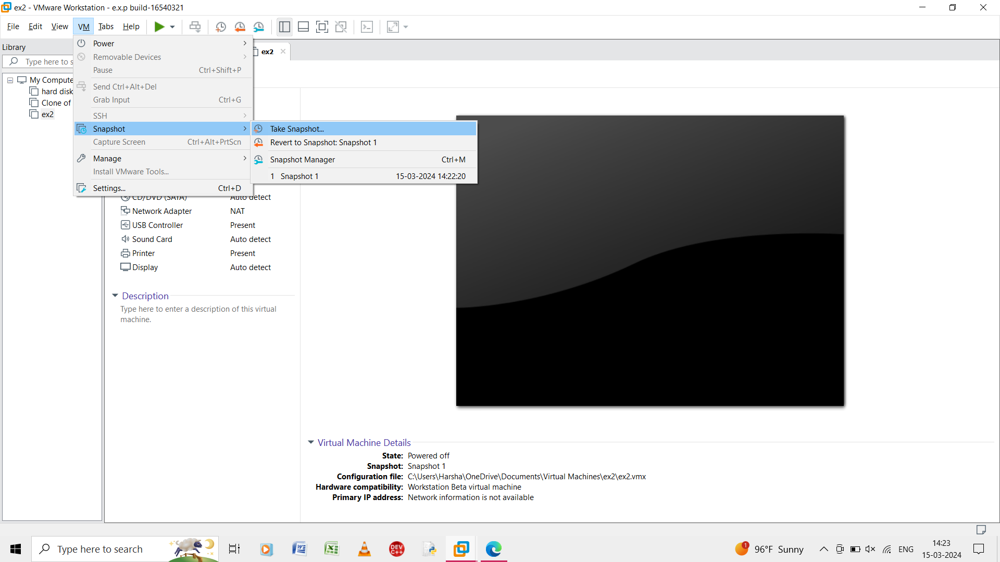 ex2 - VMware Workstation - e.x.p build-16540321
File Edit View VM Tabs Help
Library
Type here to s
My Compute
hard disk
Clone of
ex2
Power
Removable Devices
Pause Ctrl+Shift+P
Send Ctrl+Alt+Del
Grab Input Ctrl+G
SSH
Snapshot
Capture Screen Ctrl+Alt+PrtScn
Manage
Install VMware Tools...
Settings... Ctrl+D
ex2
Take Snapshot...
Revert to Snapshot: Snapshot 1
Snapshot Manager Ctrl+M
1 Snapshot 1 15-03-2024 14:22:20
CD/DVD (SATA) Auto detect
Network Adapter NAT
USB Controller Present
Sound Card Auto detect
Printer Present
Display Auto detect
Description
Type here to enter a description of this virtual
machine.
Virtual Machine Details
State: Powered off
Snapshot: Snapshot 1
Configuration file: C:\Users\Harsha\OneDrive\Documents\Virtual Machines\ex2\ex2.vmx
Hardware compatibility: Workstation Beta virtual machine
Primary IP address: Network information is not available
Type here to search
DEV
C++
1
96°F Sunny
ENG
14:23
15-03-2024